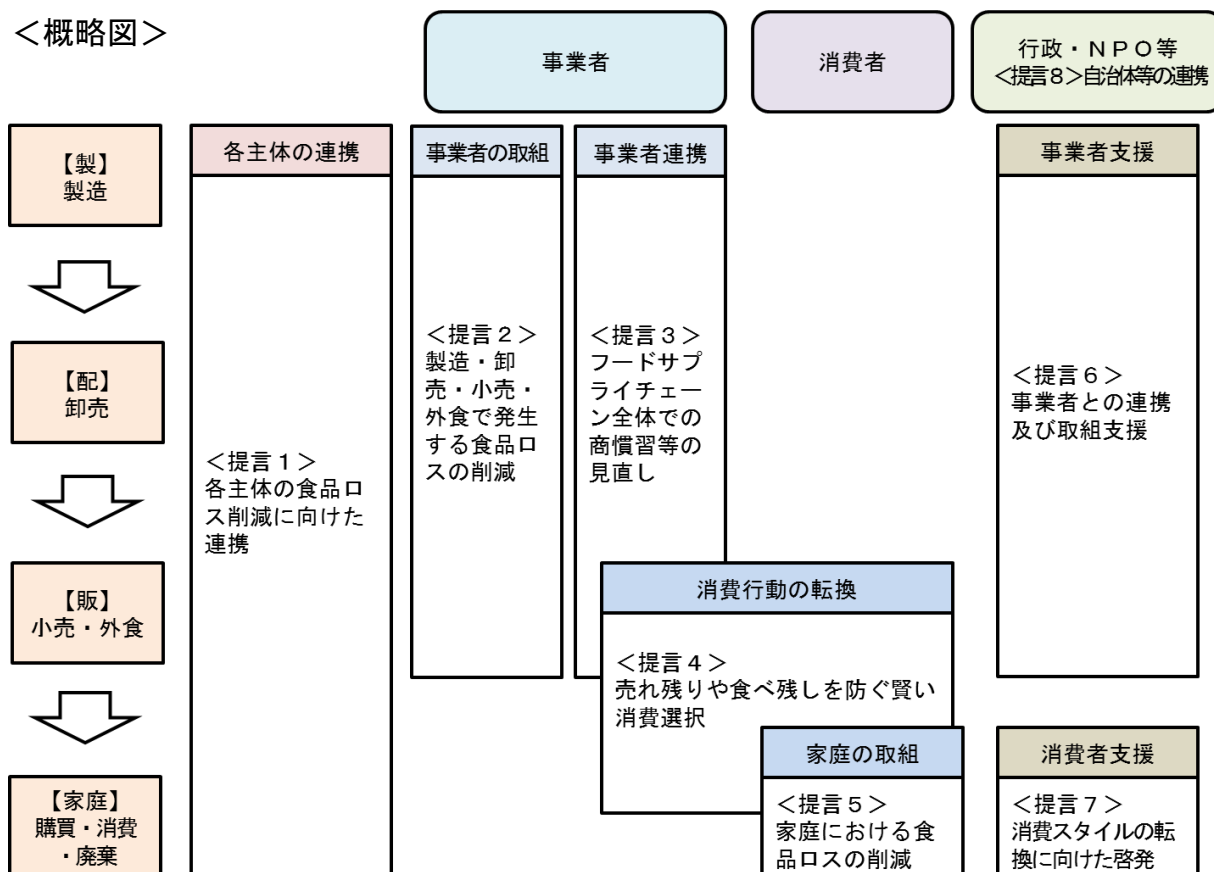 ＜概略図＞
事業者
消費者
行政・ＮＰＯ等
＜提言８＞自治体等の連携
【製】
製造
【配】
卸売
【販】
小売・外食
【家庭】
購買・消費
・廃棄
各主体の連携
＜提言１＞
各主体の食品ロ
ス削減に向けた
連携
事業者の取組
＜提言２＞
製造・卸
売・小売・
外食で発生
する食品ロ
スの削減
事業者連携
＜提言３＞
フードサプ
ライチェー
ン全体での
商慣習等の
見直し
消費行動の転換
＜提言４＞
売れ残りや食べ残しを防ぐ賢い
消費選択
家庭の取組
＜提言５＞
家庭における食
品ロスの削減
事業者支援
＜提言６＞
事業者との連携
及び取組支援
消費者支援
＜提言７＞
消費スタイルの転
換に向けた啓発